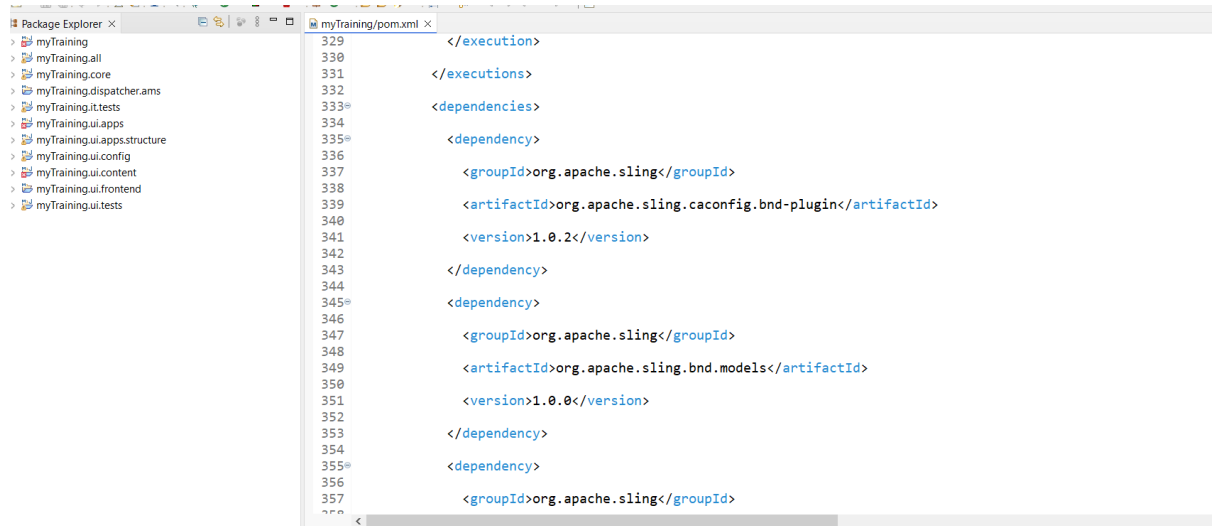 Package Explorer
myTraining
myTraining.all
myTraining.core
myTraining.dispatcher.ams
myTraining.it.tests
myTraining.ui.apps
myTraining.ui.apps.structure
myTraining.ui.config
myTraining.ui.content
myTraining.ui.frontend
myTraining.ui.tests
myTraining/pom.xml
329 </execution>
330
331 </executions>
332
333 <dependencies>
334
335 <dependency>
336
337 <groupId>org.apache.sling</groupId>
338
339 <artifactId>org.apache.sling.caconfig.bnd-plugin</artifactId>
340
341 <version>1.0.2</version>
342
343 </dependency>
344
345 <dependency>
346
347 <groupId>org.apache.sling</groupId>
348
349 <artifactId>org.apache.sling.bnd.models</artifactId>
350
351 <version>1.0.0</version>
352
353 </dependency>
354
355 <dependency>
356
357 <groupId>org.apache.sling</groupId>